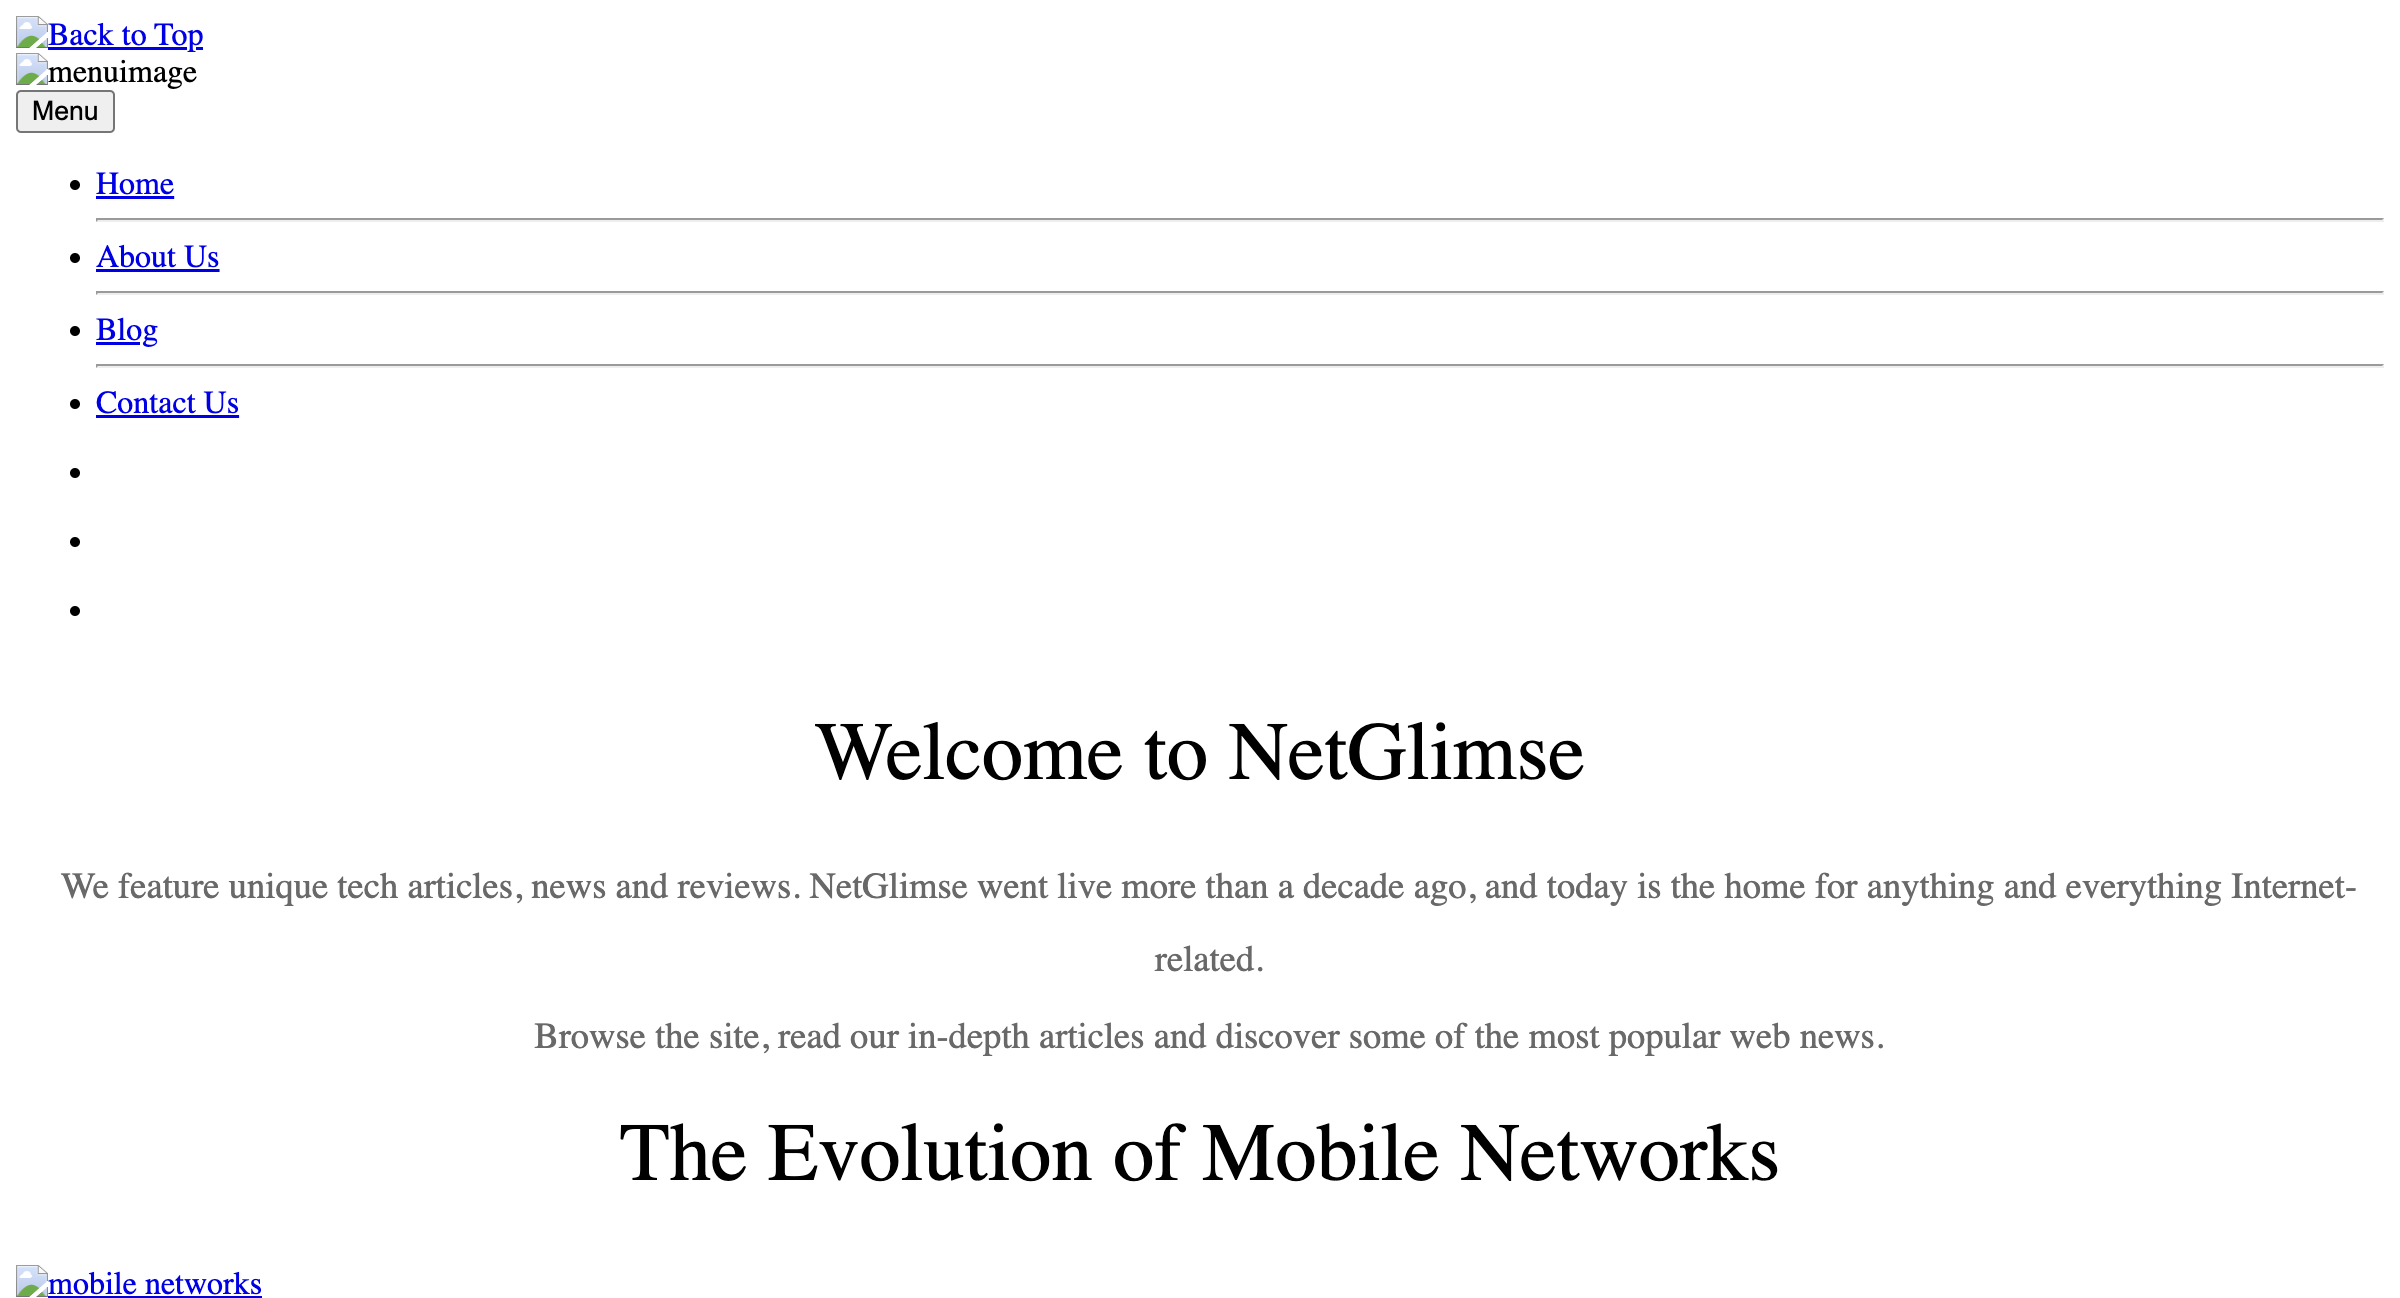 Back to Top
menuimage
Menu
Home
About Us
Blog
Contact Us
Welcome to NetGlimse
We feature unique tech articles, news and reviews. NetGlimse went live more than a decade ago, and today is the home for anything and everything Internet-
related.
Browse the site, read our in-depth articles and discover some of the most popular web news.
The Evolution of Mobile Networks
mobile networks